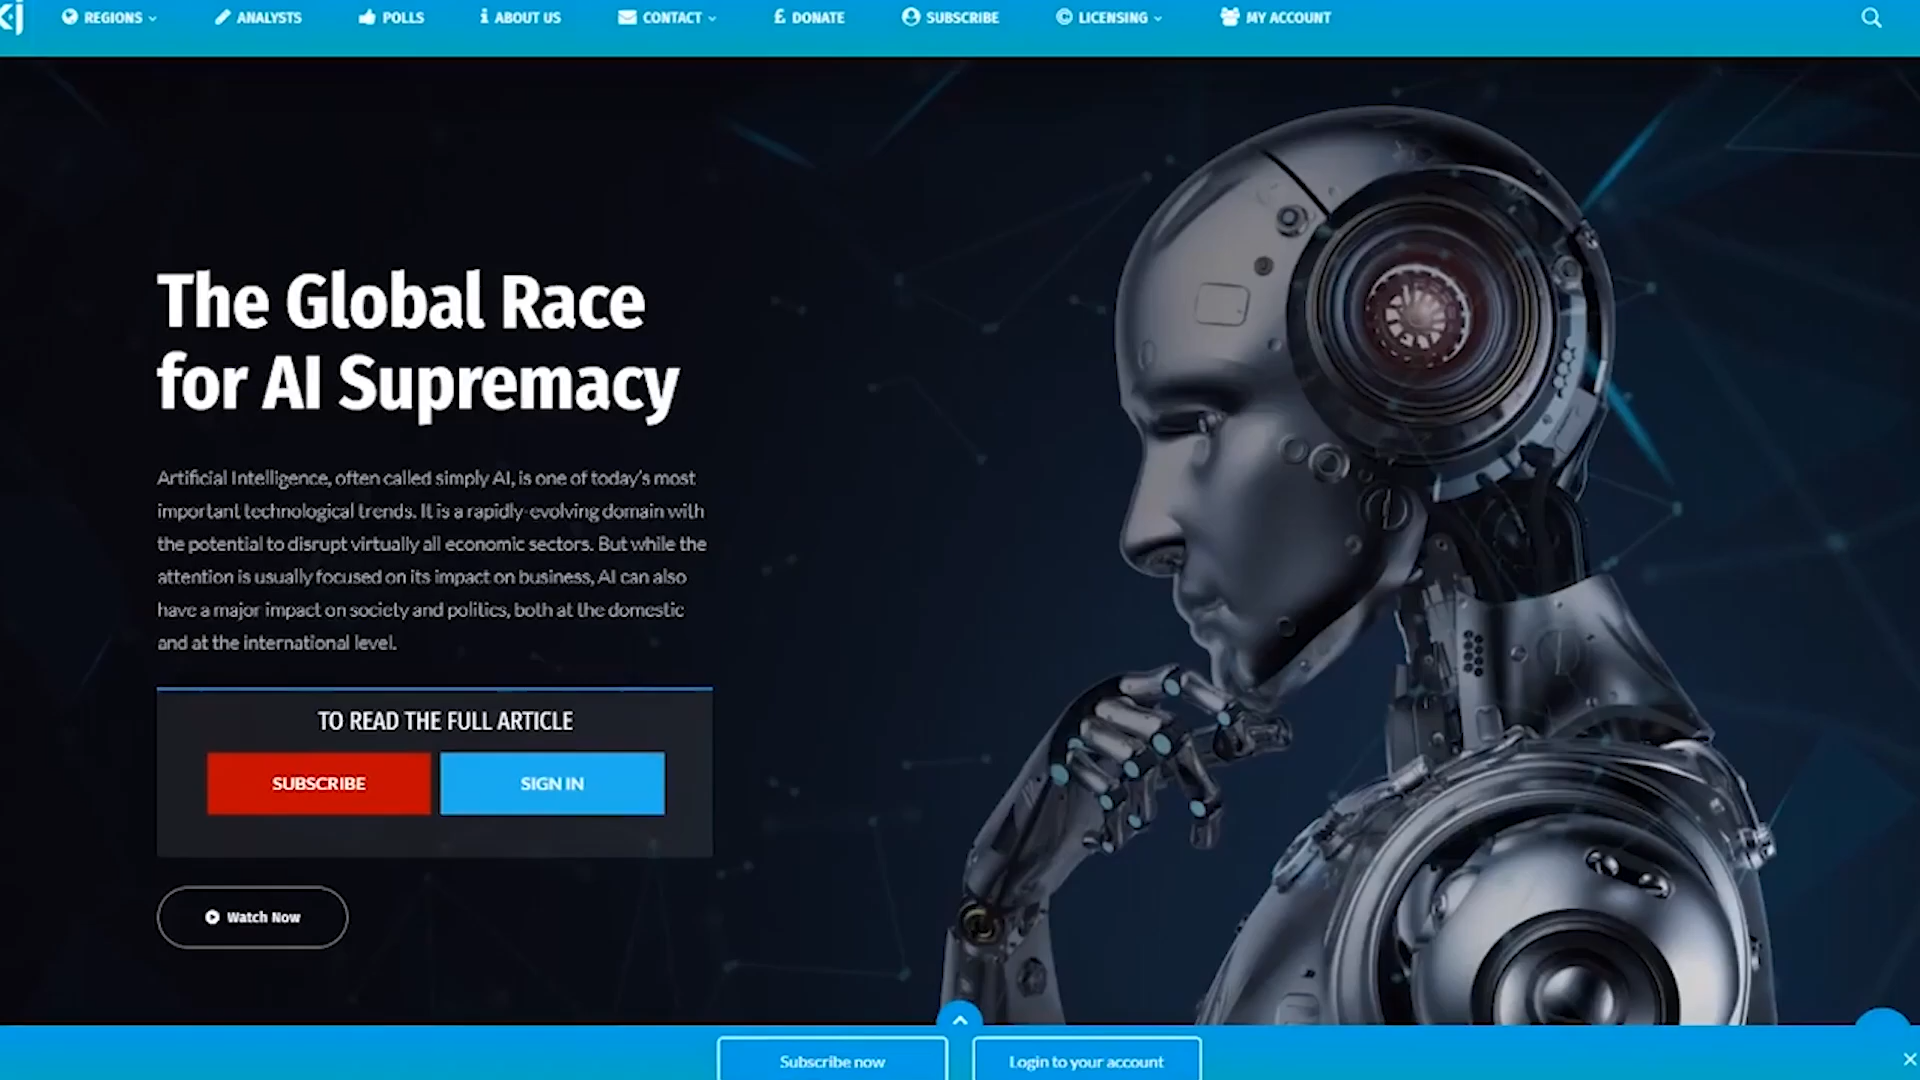 REGIONS
ANALYSTS
POLLS
ABOUT US
CONTACT
£ DONATE
SUBSCRIBE
LICENSING
MY ACCOUNT
The Global Race
for AI Supremacy
Artificial Intelligence, often called simply AI, is one of today's most
important technological trends. It is a rapidly-evolving domain with
the potential to disrupt virtually all economic sectors. But while the
attention is usually focused on its impact on business, AI can also
have a major impact on society and politics, both at the domestic
and at the international level.
TO READ THE FULL ARTICLE
SUBSCRIBE
SIGN IN
Watch Now
Subscribe now
Login to your account